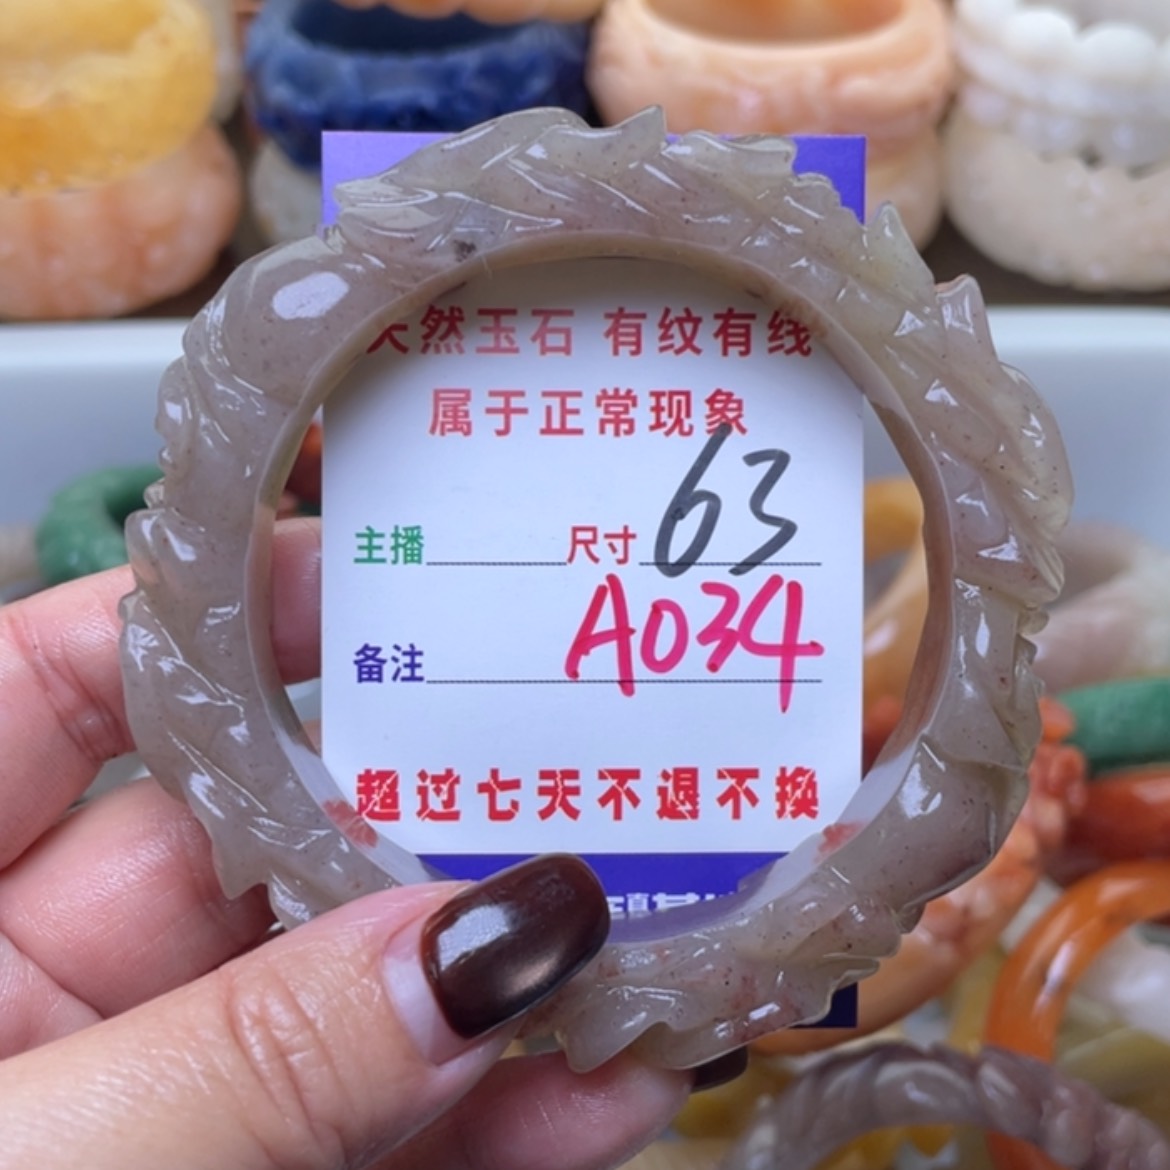 天然玉石 有纹有线
属于正常现象
主播 尺寸 63
备注 A034
超过七天不退不换